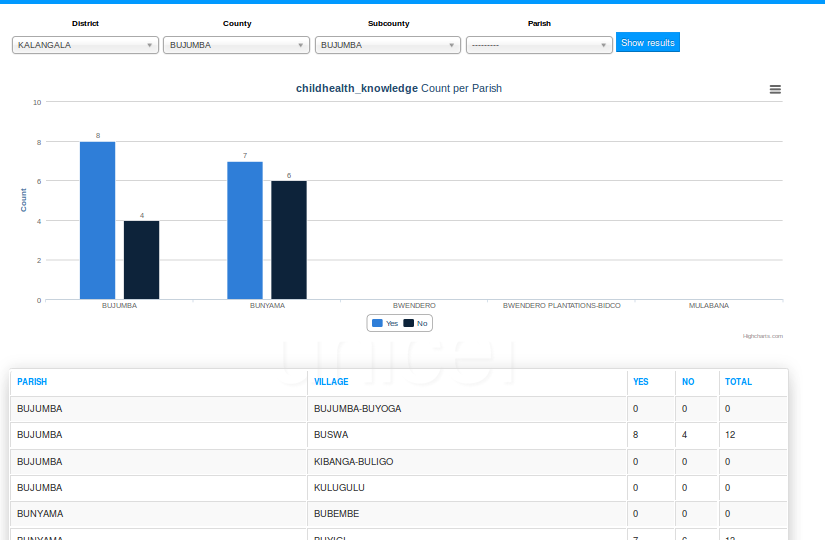 District County Subcounty Parish
KALANGALA BUJUMBA BUJUMBA --------- Show results
childhealth_knowledge Count per Parish
10
8
8
7
6
6
4
4
2
0
Count
BUJUMBA BUNYAMA BWENDERO BWENDERO PLANTATIONS-BIDCO MULABANA
Yes No
Highcharts.com
unicef
PARISH VILLAGE YES NO TOTAL
BUJUMBA BUJUMBA-BUYOGA 0 0 0
BUJUMBA BUSWA 8 4 12
BUJUMBA KIBANGA-BULIGO 0 0 0
BUJUMBA KULUGULU 0 0 0
BUNYAMA BUBEMBE 0 0 0
BUNYAMA 7 6 13